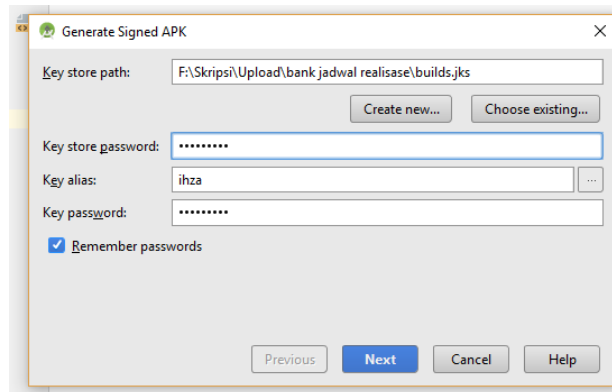 Generate Signed APK
Key store path: F:\Skripsi\Upload\bank jadwal realisase\builds.jks
Create new... Choose existing...
Key store password: •••••••••
Key alias: ihza ...
Key password: •••••••••
Remember passwords
Previous Next Cancel Help